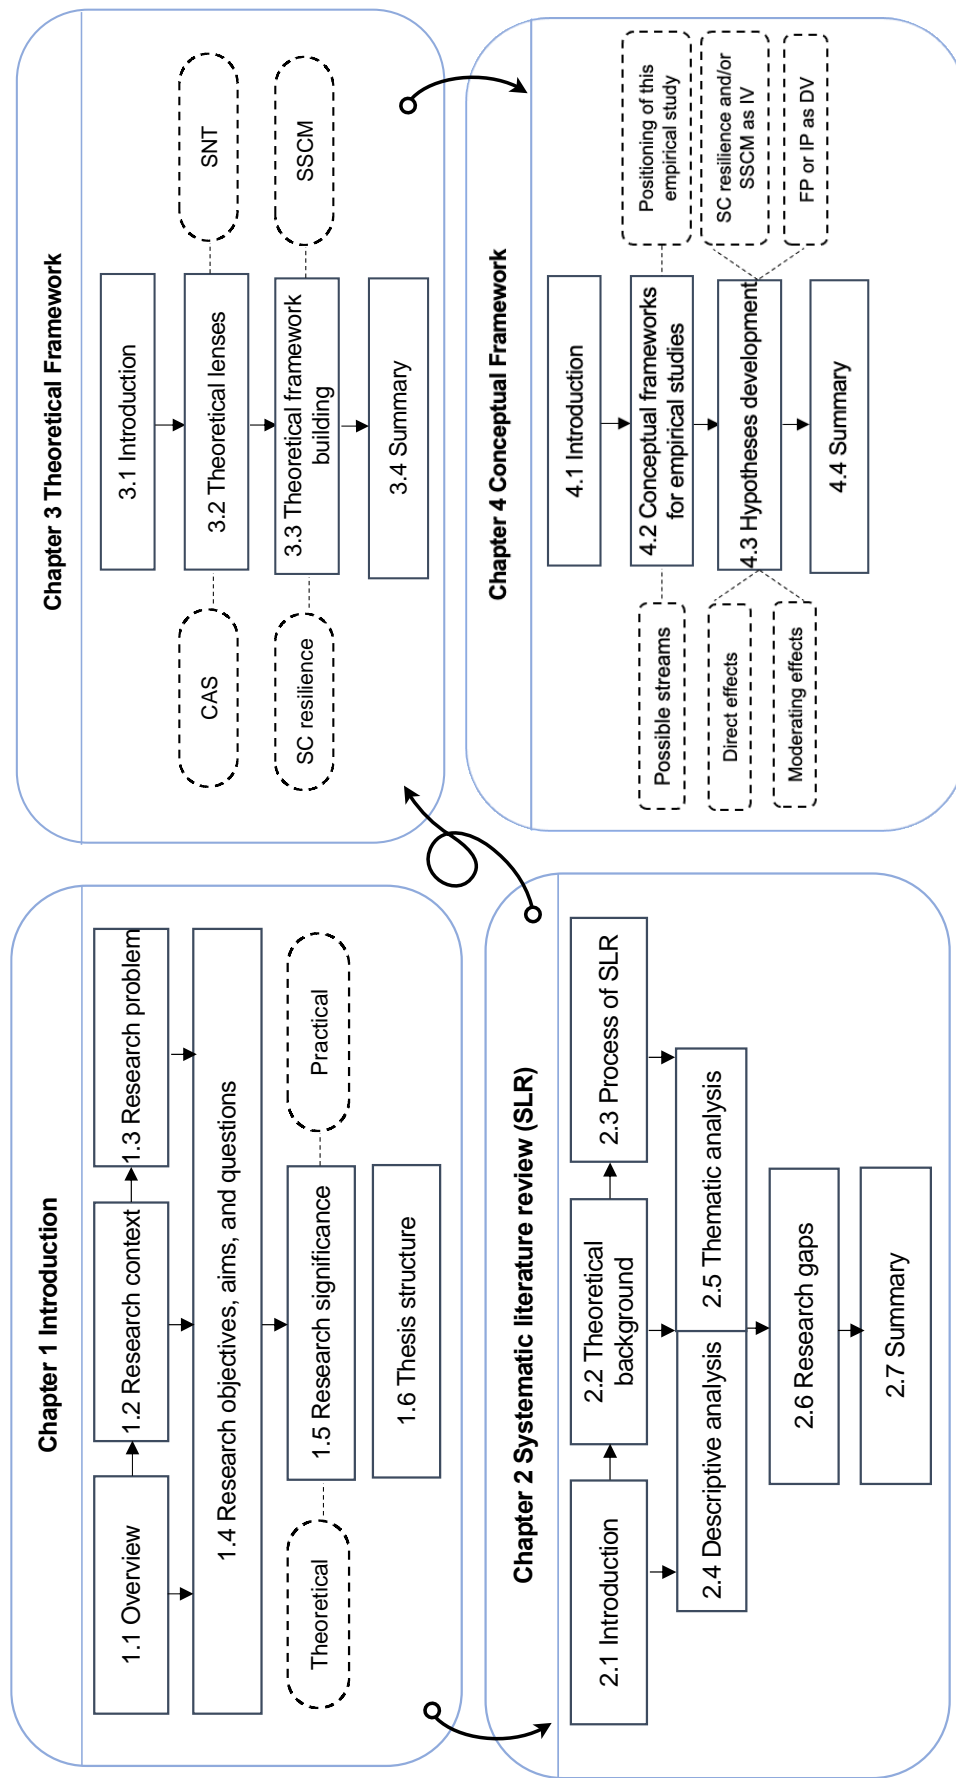 Chapter 1 Introduction
1.1 Overview
1.2 Research context
1.3 Research problem
1.4 Research objectives, aims, and questions
Theoretical
1.5 Research significance
Practical
1.6 Thesis structure
Chapter 2 Systematic literature review (SLR)
2.1 Introduction
2.2 Theoretical
background
2.3 Process of SLR
2.4 Descriptive analysis
2.5 Thematic analysis
2.6 Research gaps
2.7 Summary
Chapter 3 Theoretical Framework
3.1 Introduction
CAS
3.2 Theoretical lenses
SNT
SC resilience
3.3 Theoretical framework
building
SSCM
3.4 Summary
Chapter 4 Conceptual Framework
4.1 Introduction
Possible streams
4.2 Conceptual frameworks
for empirical studies
Positioning of this
empirical study
Direct effects
Moderating effects
4.3 Hypotheses development
SC resilience and/or
SSCM as IV
FP or IP as DV
4.4 Summary